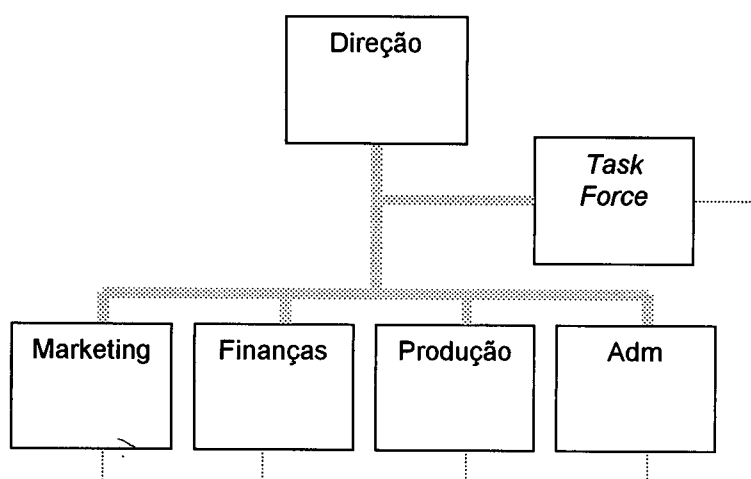 Direção
Task
Force
Marketing
Finanças
Produção
Adm